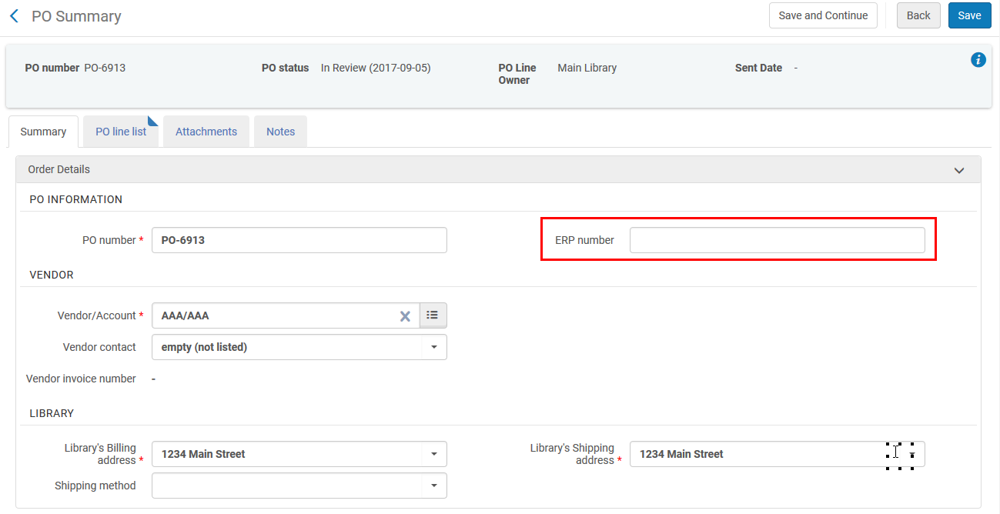 PO Summary
Save and Continue
Back
Save
PO number PO-6913
PO status In Review (2017-09-05)
PO Line
Owner
Main Library
Sent Date -
Summary
PO line list
Attachments
Notes
Order Details
PO INFORMATION
PO number * PO-6913
ERP number
VENDOR
Vendor/Account * AAA/AAA
Vendor contact empty (not listed)
Vendor invoice number -
LIBRARY
Library's Billing
address *
1234 Main Street
Library's Shipping
address *
1234 Main Street
Shipping method